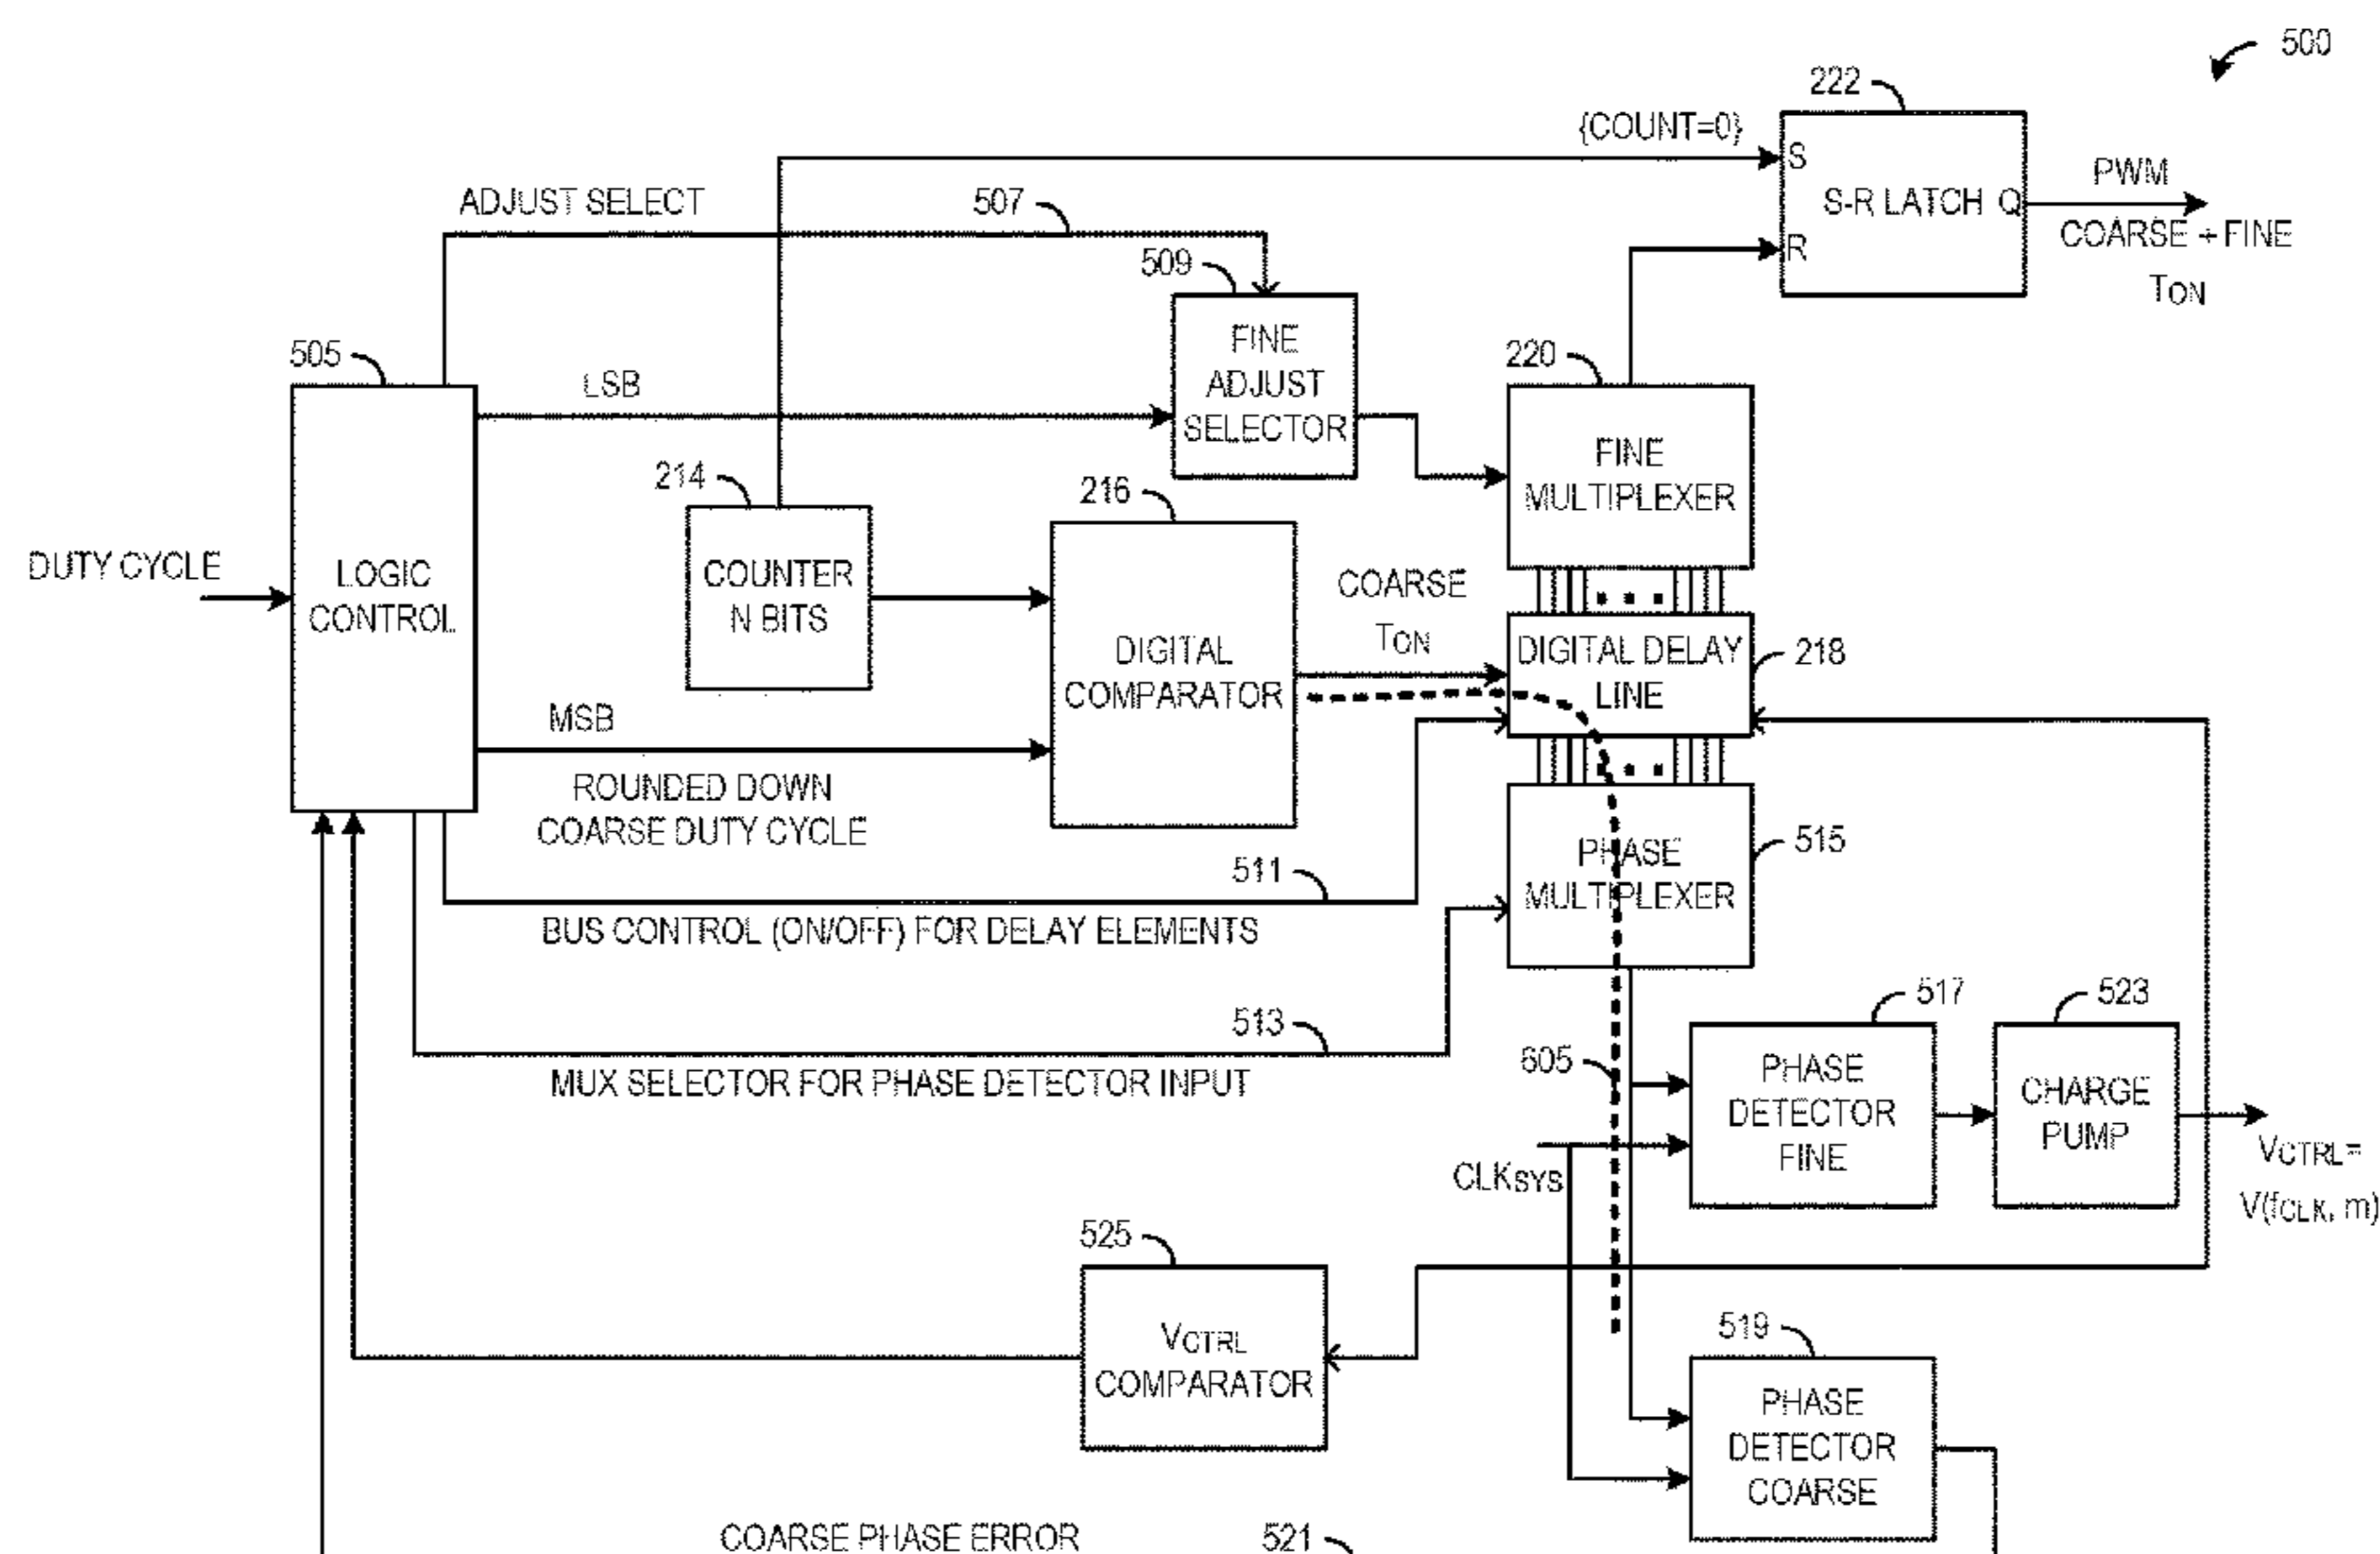 500
222
{COUNT=0}
S
S-R LATCH Q
R
PWM
COARSE + FINE
TON
ADJUST SELECT
507
509
FINE
ADJUST
SELECTOR
505
LSB
220
FINE
MULTIPLEXER
214
216
COUNTER
N BITS
DUTY CYCLE
LOGIC
CONTROL
COARSE
TON
DIGITAL
COMPARATOR
DIGITAL DELAY
LINE
218
MSB
ROUNDED DOWN
COARSE DUTY CYCLE
PHASE
MULTIPLEXER
515
511
BUS CONTROL (ON/OFF) FOR DELAY ELEMENTS
513
MUX SELECTOR FOR PHASE DETECTOR INPUT
517
523
605
PHASE
DETECTOR
FINE
CHARGE
PUMP
CLKSYS
VCTRL=
V(fCLK, m)
525
VCTRL
COMPARATOR
519
PHASE
DETECTOR
COARSE
COARSE PHASE ERROR
521